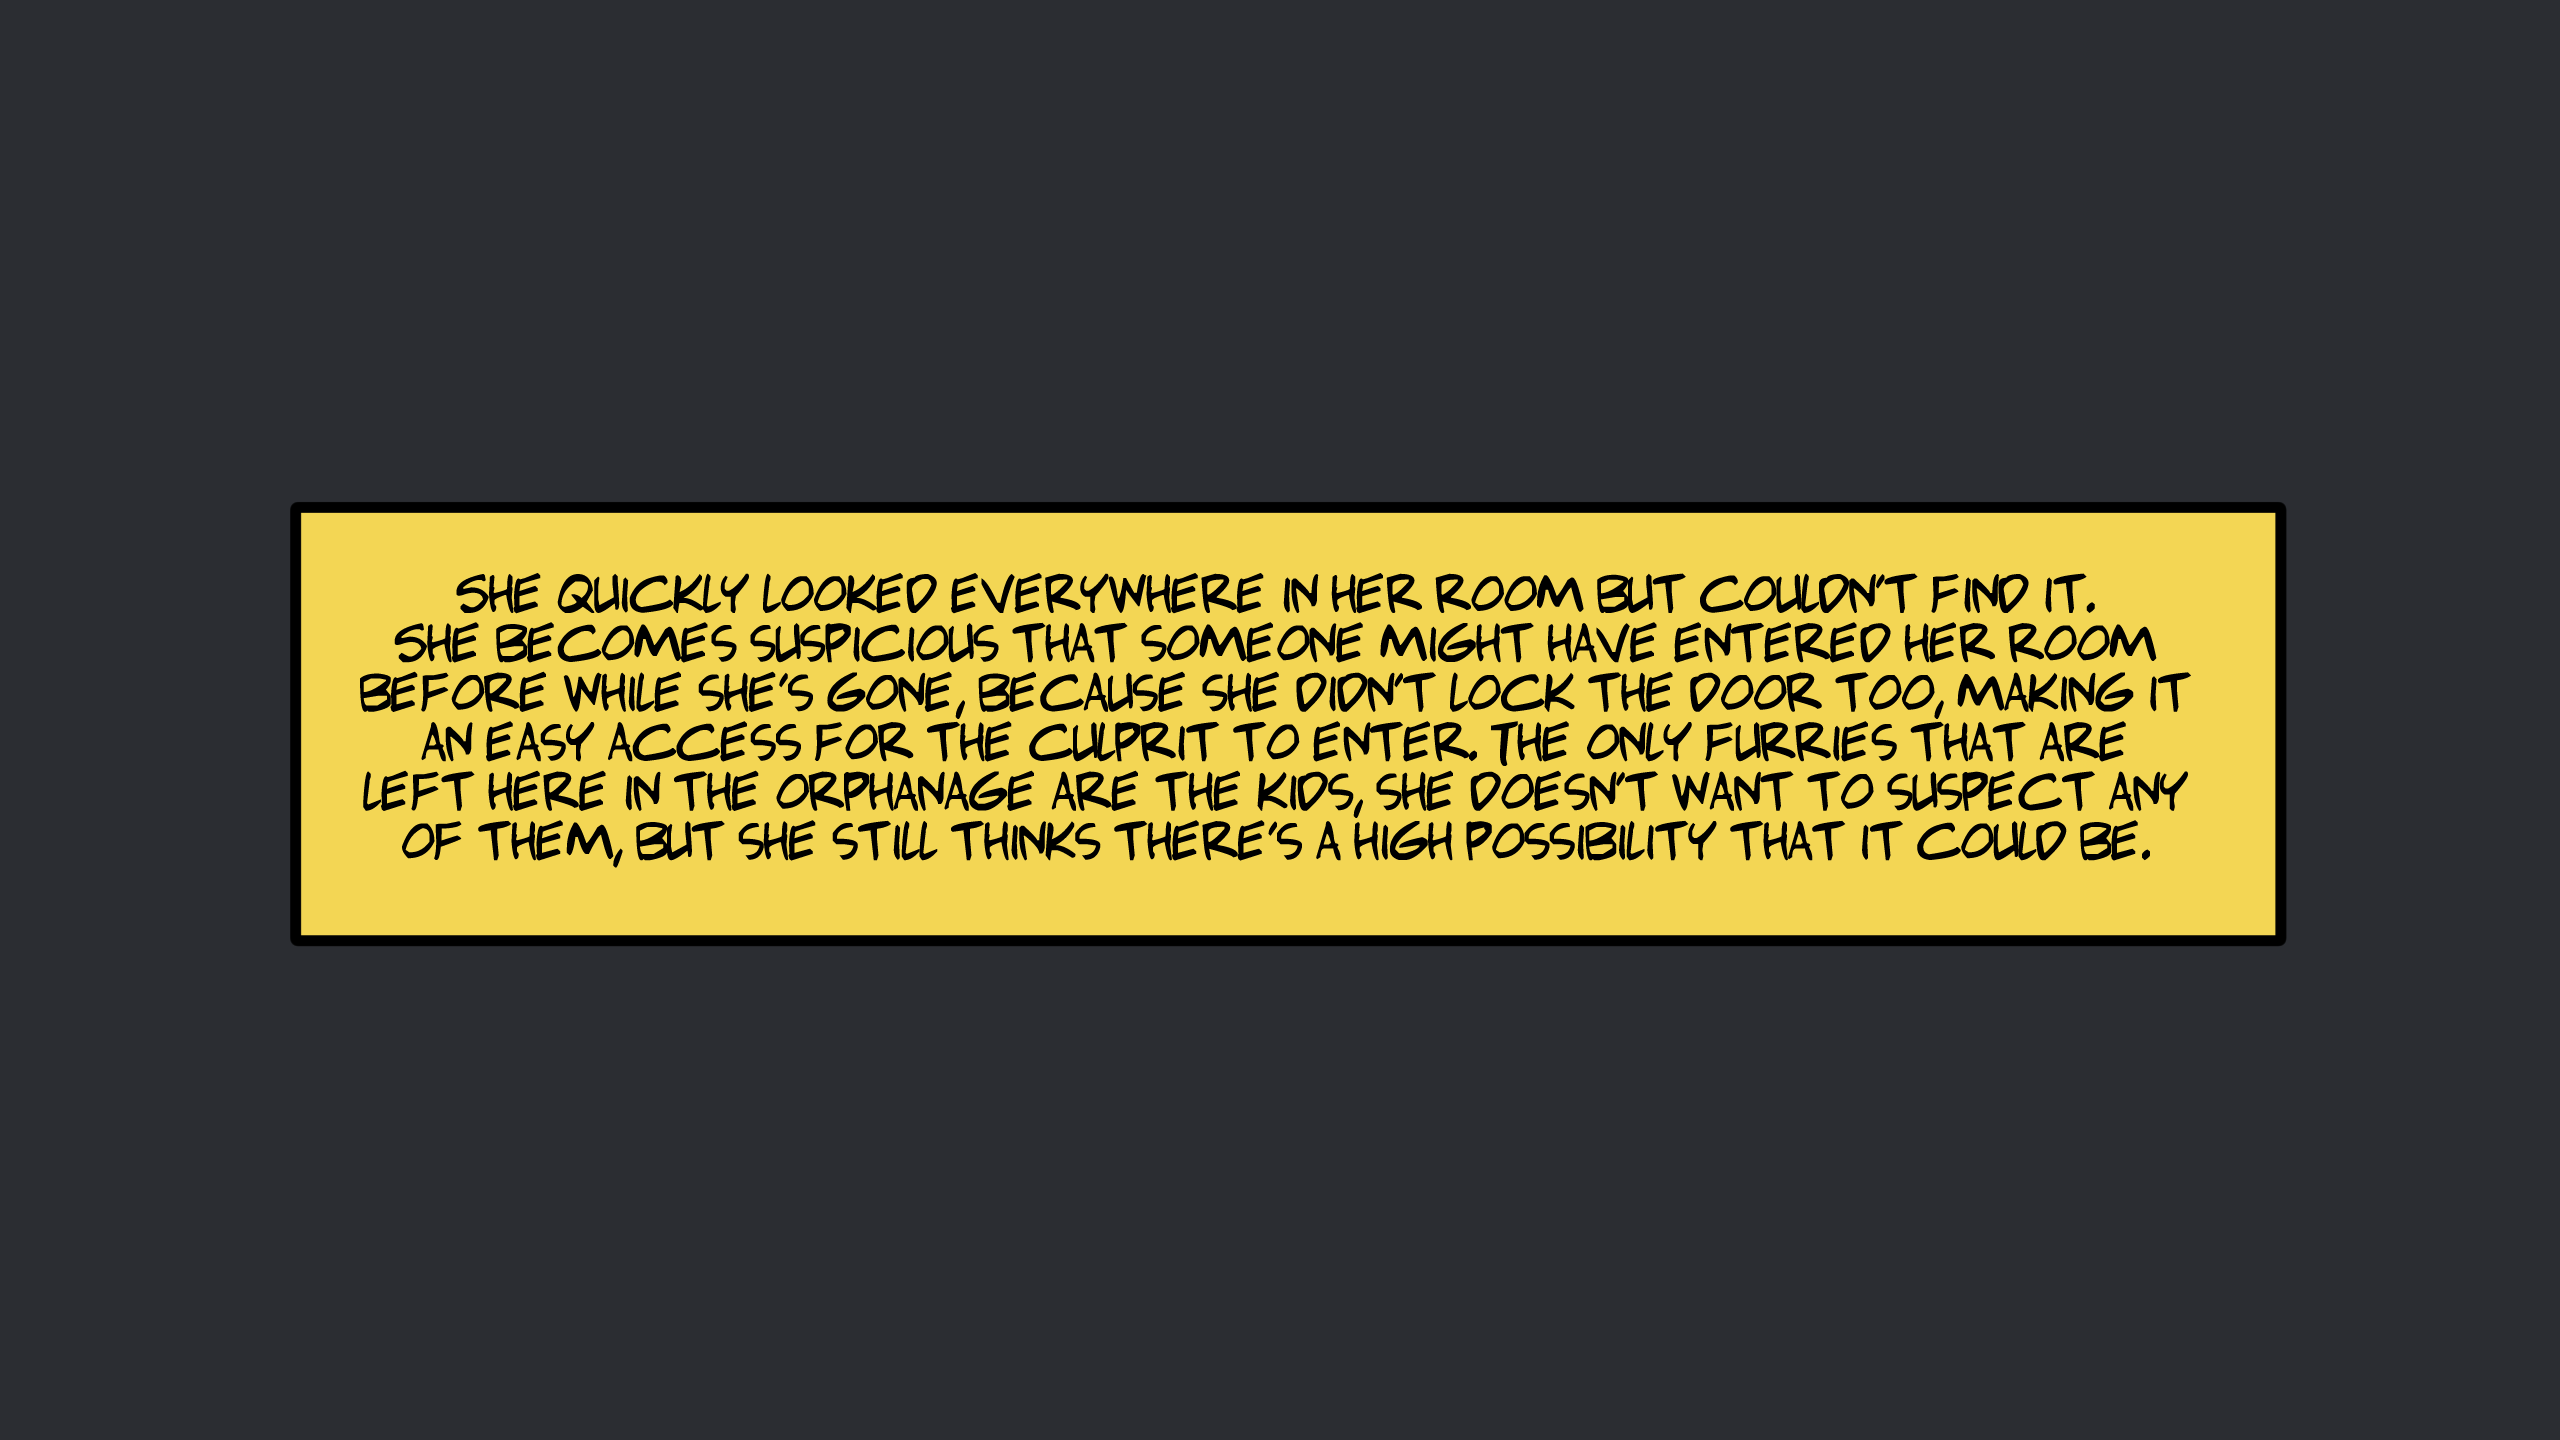 SHE QUICKLY LOOKED EVERYWHERE IN HER ROOM BUT COULDN'T FIND IT.
SHE BECOMES SUSPICIOUS THAT SOMEONE MIGHT HAVE ENTERED HER ROOM
BEFORE WHILE SHE'S GONE, BECAUSE SHE DIDN'T LOCK THE DOOR TOO, MAKING IT
AN EASY ACCESS FOR THE CULPRIT TO ENTER. THE ONLY FURRIES THAT ARE
LEFT HERE IN THE ORPHANAGE ARE THE KIDS, SHE DOESN'T WANT TO SUSPECT ANY
OF THEM, BUT SHE STILL THINKS THERE'S A HIGH POSSIBILITY THAT IT COULD BE.